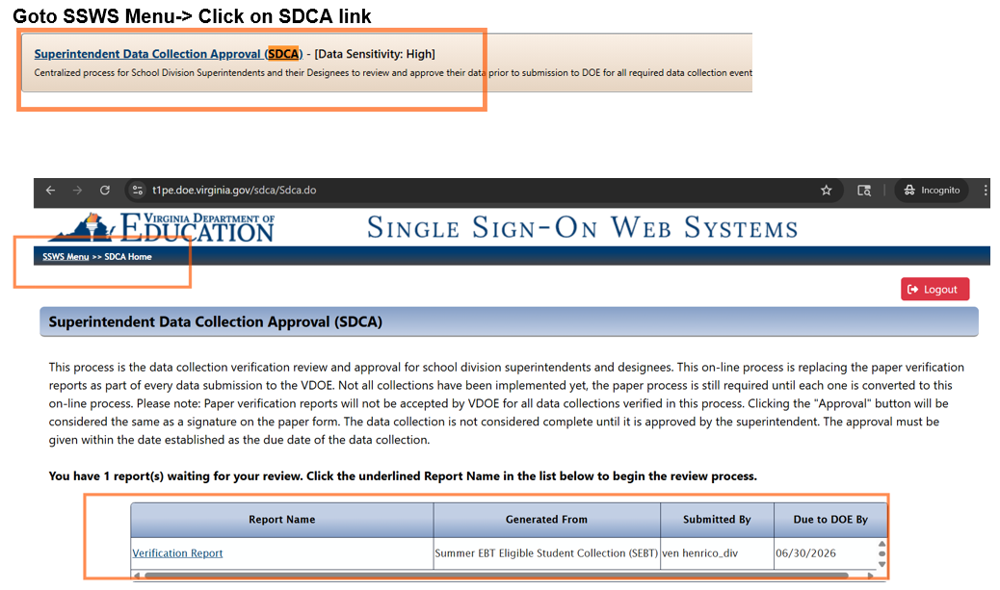 Goto SSWS Menu-> Click on SDCA link
Superintendent Data Collection Approval (SDCA) - [Data Sensitivity: High]
Centralized process for School Division Superintendents and their Designees to review and approve their data prior to submission to DOE for all required data collection event
t1pe.doe.virginia.gov/sdca/Sdca.do
Incognito
VIRGINIA DEPARTMENT OF
EDUCATION
SINGLE SIGN-ON WEB SYSTEMS
SSWS Menu >> SDCA Home
Logout
Superintendent Data Collection Approval (SDCA)
This process is the data collection verification review and approval for school division superintendents and designees. This on-line process is replacing the paper verification
reports as part of every data submission to the VDOE. Not all collections have been implemented yet, the paper process is still required until each one is converted to this
on-line process. Please note: Paper verification reports will not be accepted by VDOE for all data collections verified in this process. Clicking the "Approval" button will be
considered the same as a signature on the paper form. The data collection is not considered complete until it is approved by the superintendent. The approval must be
given within the date established as the due date of the data collection.
You have 1 report(s) waiting for your review. Click the underlined Report Name in the list below to begin the review process.
Report Name Generated From Submitted By Due to DOE By
Verification Report Summer EBT Eligible Student Collection (SEBT) ven henrico_div 06/30/2026